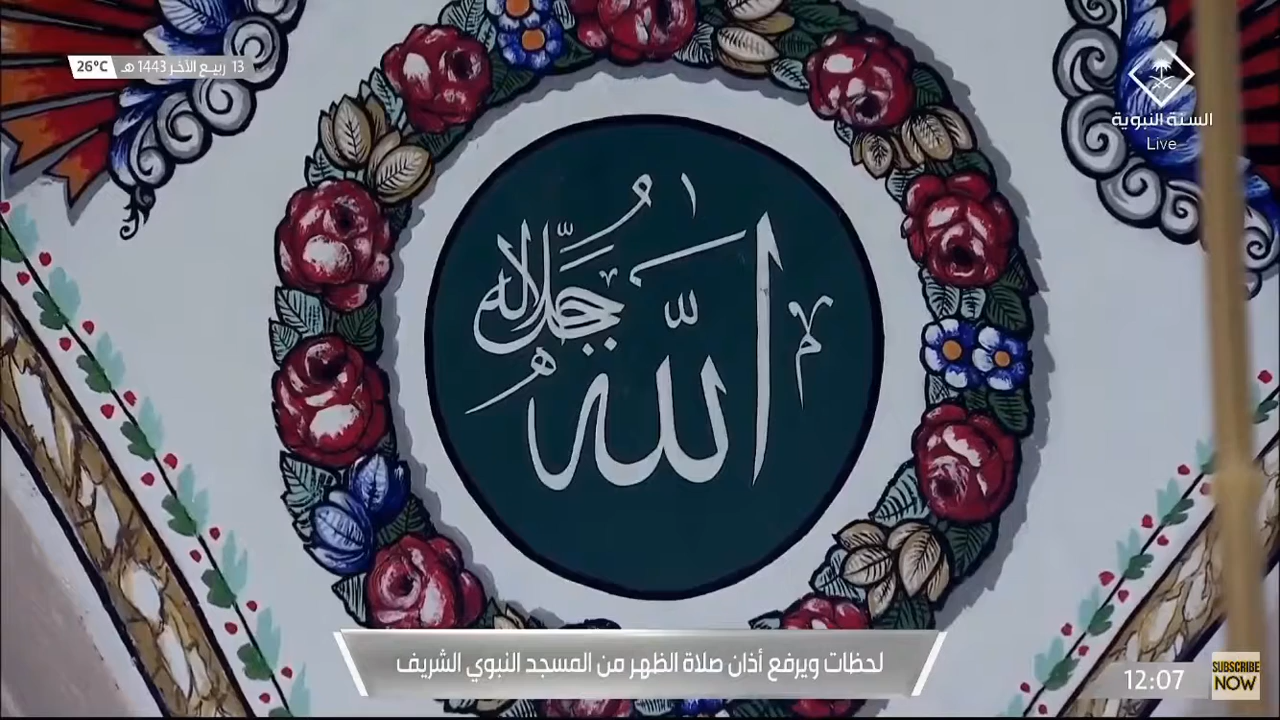 13 ربيع الآخر 1443 هـ
26°C
السنة النبوية
Live
الله جل جلاله
لحظات ويرفع أذان صلاة الظهر من المسجد النبوي الشريف
12:07
SUBSCRIBE
NOW